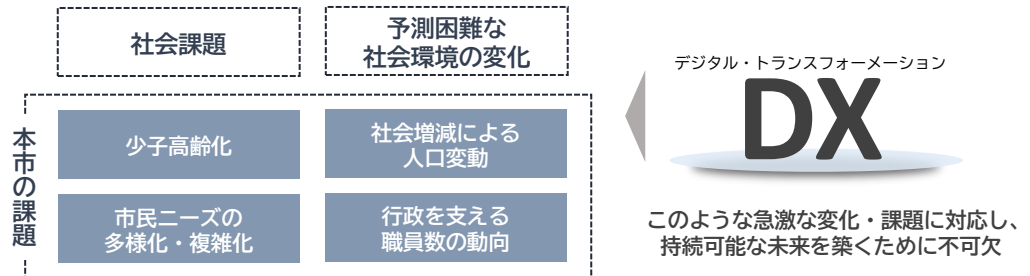 社会課題
予測困難な
社会環境の変化
本市の課題
少子高齢化
社会増減による
人口変動
市民ニーズの
多様化・複雑化
行政を支える
職員数の動向
デジタル・トランスフォーメーション
DX
このような急激な変化・課題に対応し、
持続可能な未来を築くために不可欠